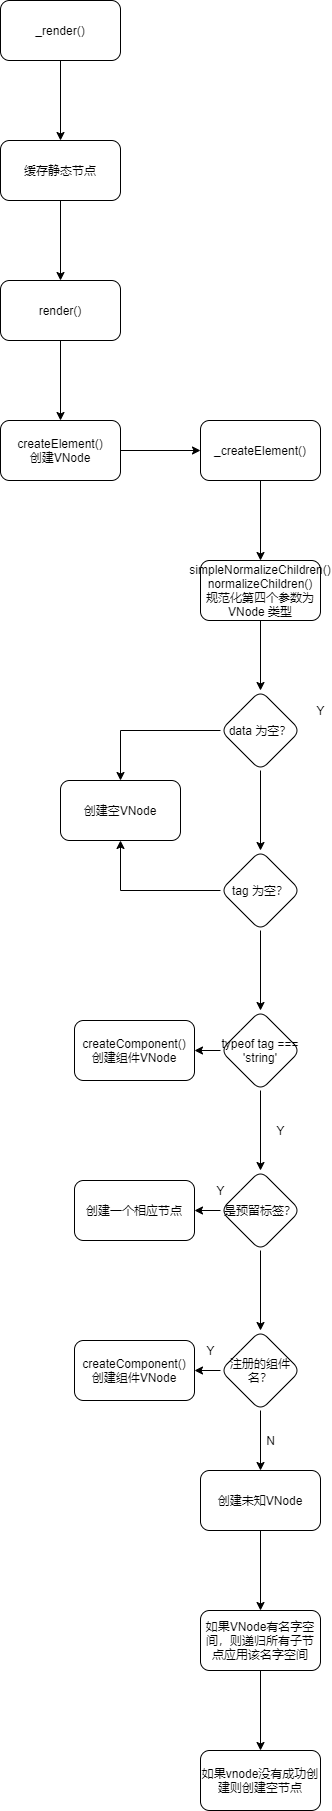 _render()
缓存静态节点
render()
createElement()
创建VNode
_createElement()
simpleNormalizeChildren()
normalizeChildren()
规范化第四个参数为
VNode 类型
Y
data 为空?
创建空VNode
tag 为空?
typeof tag ===
'string'
createComponent()
创建组件VNode
Y
Y
是预留标签?
创建一个相应节点
Y
注册的组件
名?
createComponent()
创建组件VNode
N
创建未知VNode
如果VNode有名字空
间，则递归所有子节
点应用该名字空间
如果vnode没有成功创
建则创建空节点